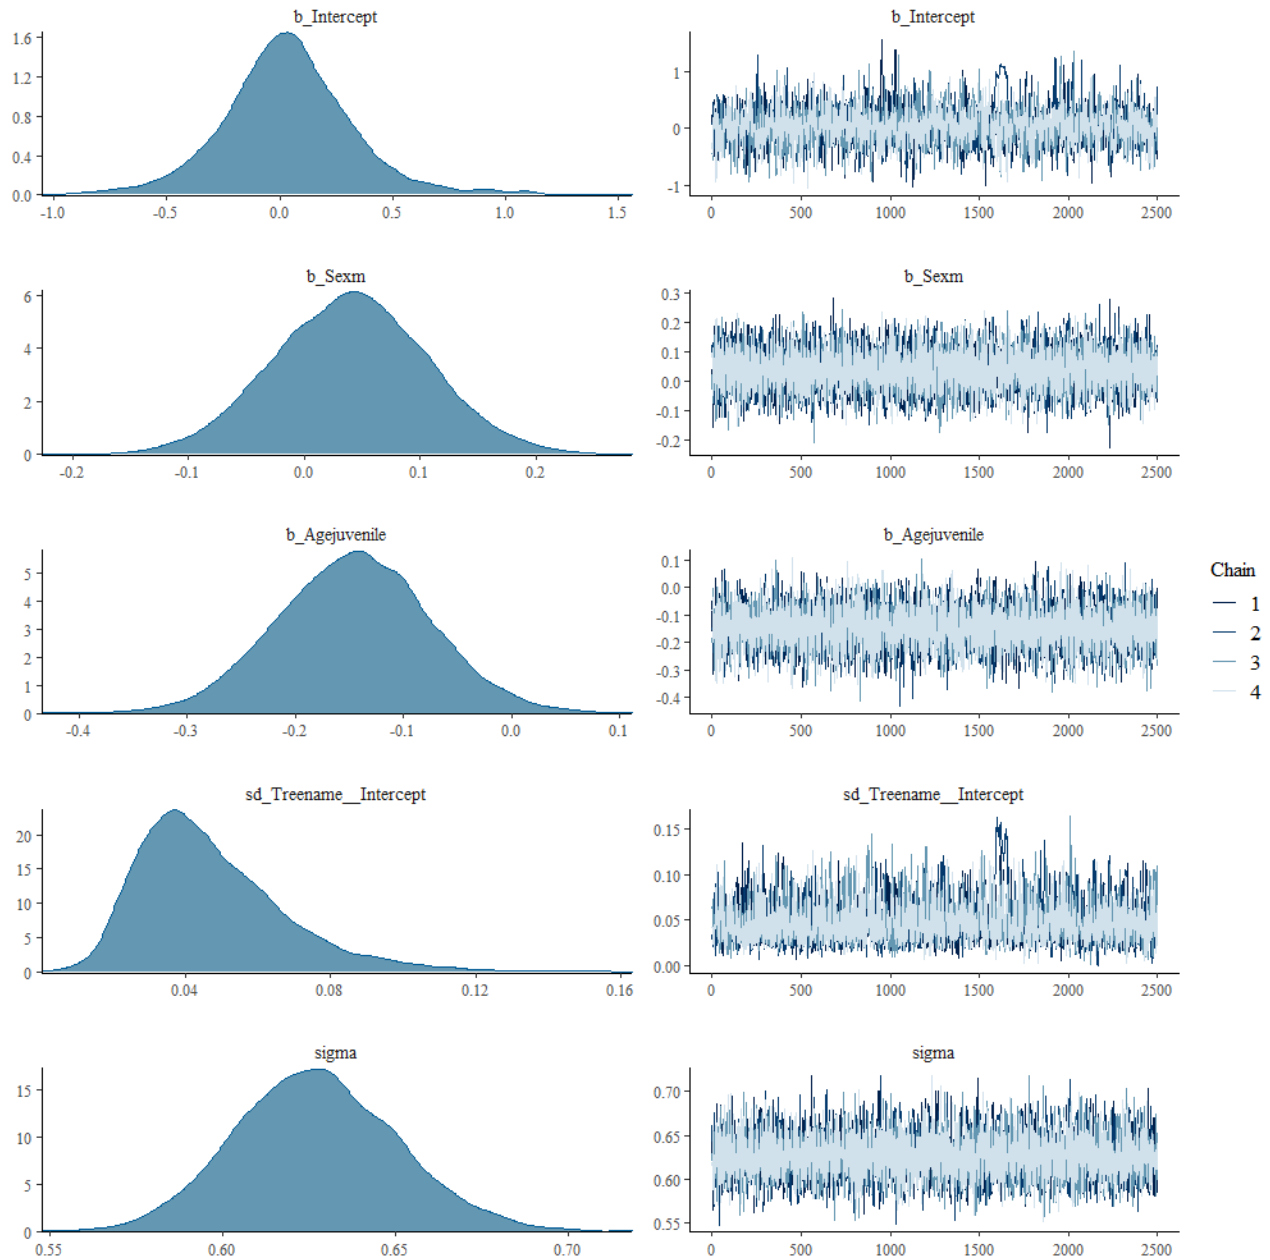 b_Intercept
1.6
1.2
0.8
0.4
0.0
-1.0 -0.5 0.0 0.5 1.0 1.5
b_Intercept
1
0
-1
0 500 1000 1500 2000 2500
b_Sexm
6
4
2
0
-0.2 -0.1 0.0 0.1 0.2
b_Sexm
0.3
0.2
0.1
0.0
-0.1
-0.2
0 500 1000 1500 2000 2500
b_Agejuvenile
5
4
3
2
1
0
-0.4 -0.3 -0.2 -0.1 0.0 0.1
b_Agejuvenile
0.1
0.0
-0.1
-0.2
-0.3
-0.4
0 500 1000 1500 2000 2500
Chain
1
2
3
4
sd_Treename__Intercept
20
15
10
5
0
0.04 0.08 0.12 0.16
sd_Treename__Intercept
0.15
0.10
0.05
0.00
0 500 1000 1500 2000 2500
sigma
15
10
5
0
0.55 0.60 0.65 0.70
sigma
0.70
0.65
0.60
0.55
0 500 1000 1500 2000 2500